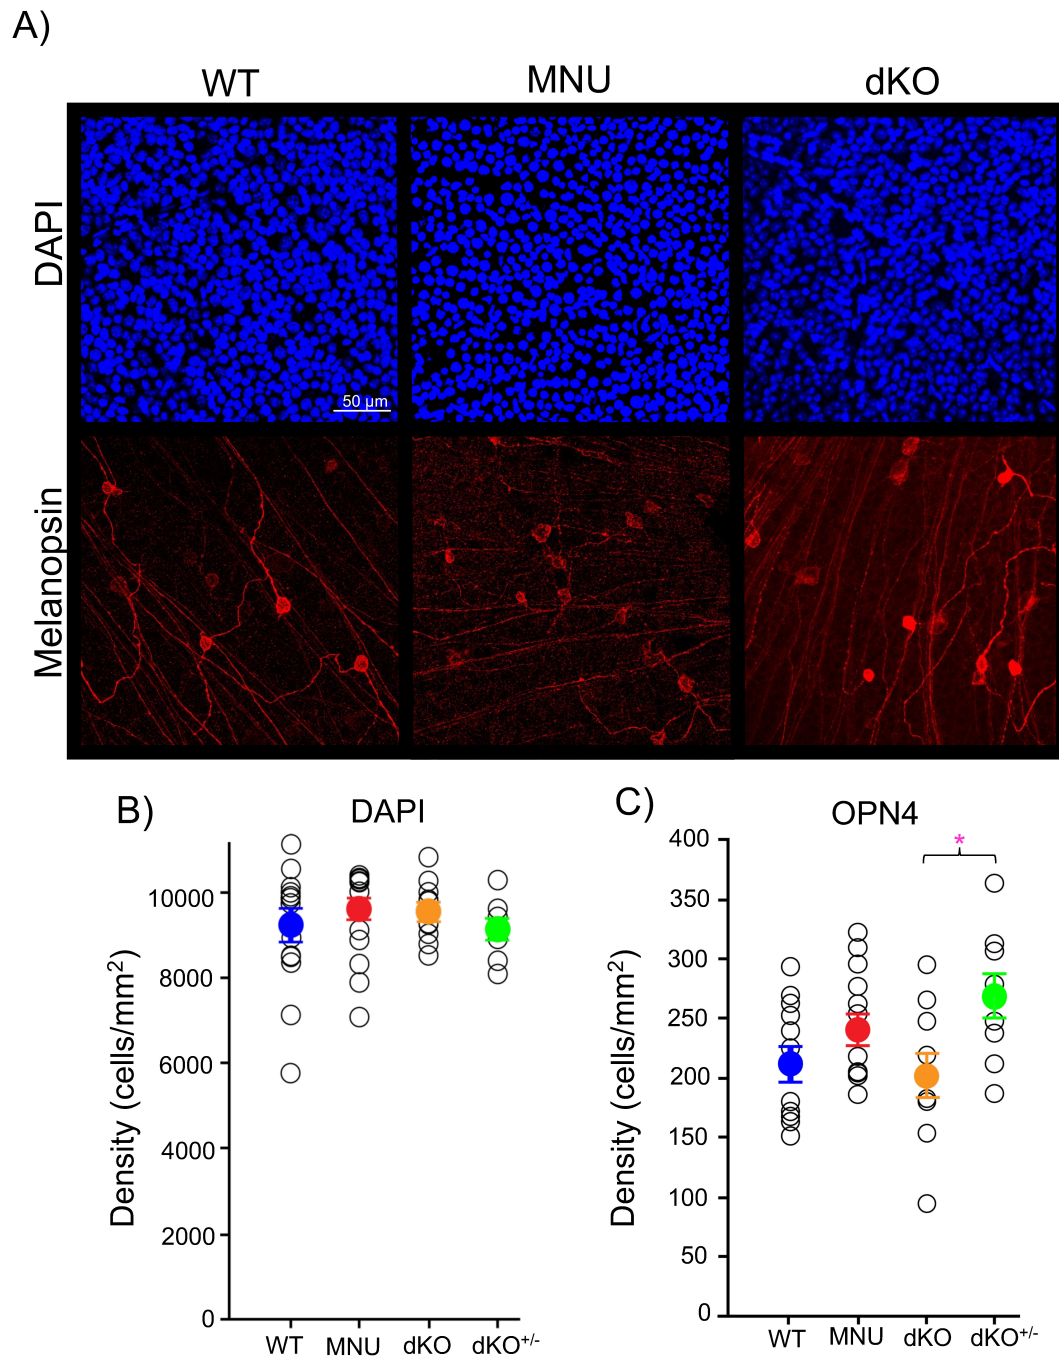 A)
WT MNU dKO
DAPI
50 µm
Melanopsin
B)
DAPI
Density (cells/mm²)
10000
8000
6000
4000
2000
0
WT MNU dKO dKO⁺/⁻
C)
OPN4
*
Density (cells/mm²)
400
350
300
250
200
150
100
50
0
WT MNU dKO dKO⁺/⁻